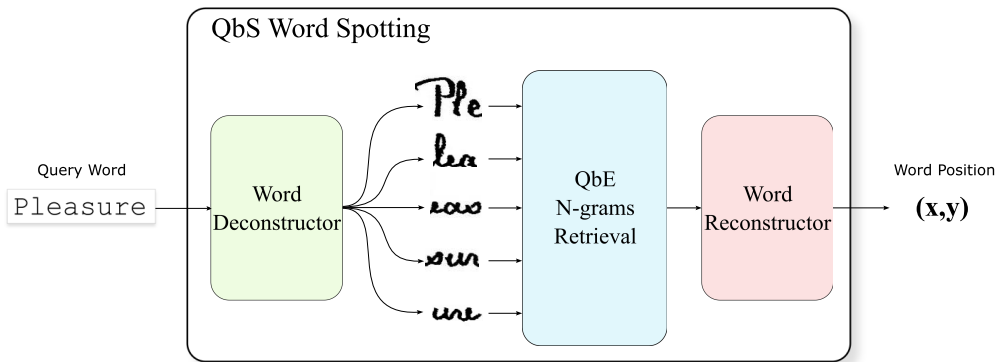 QbS Word Spotting
Query Word
Pleasure
Word
Deconstructor
Ple
lea
eas
sur
ure
QbE
N-grams
Retrieval
Word
Reconstructor
Word Position
(x,y)